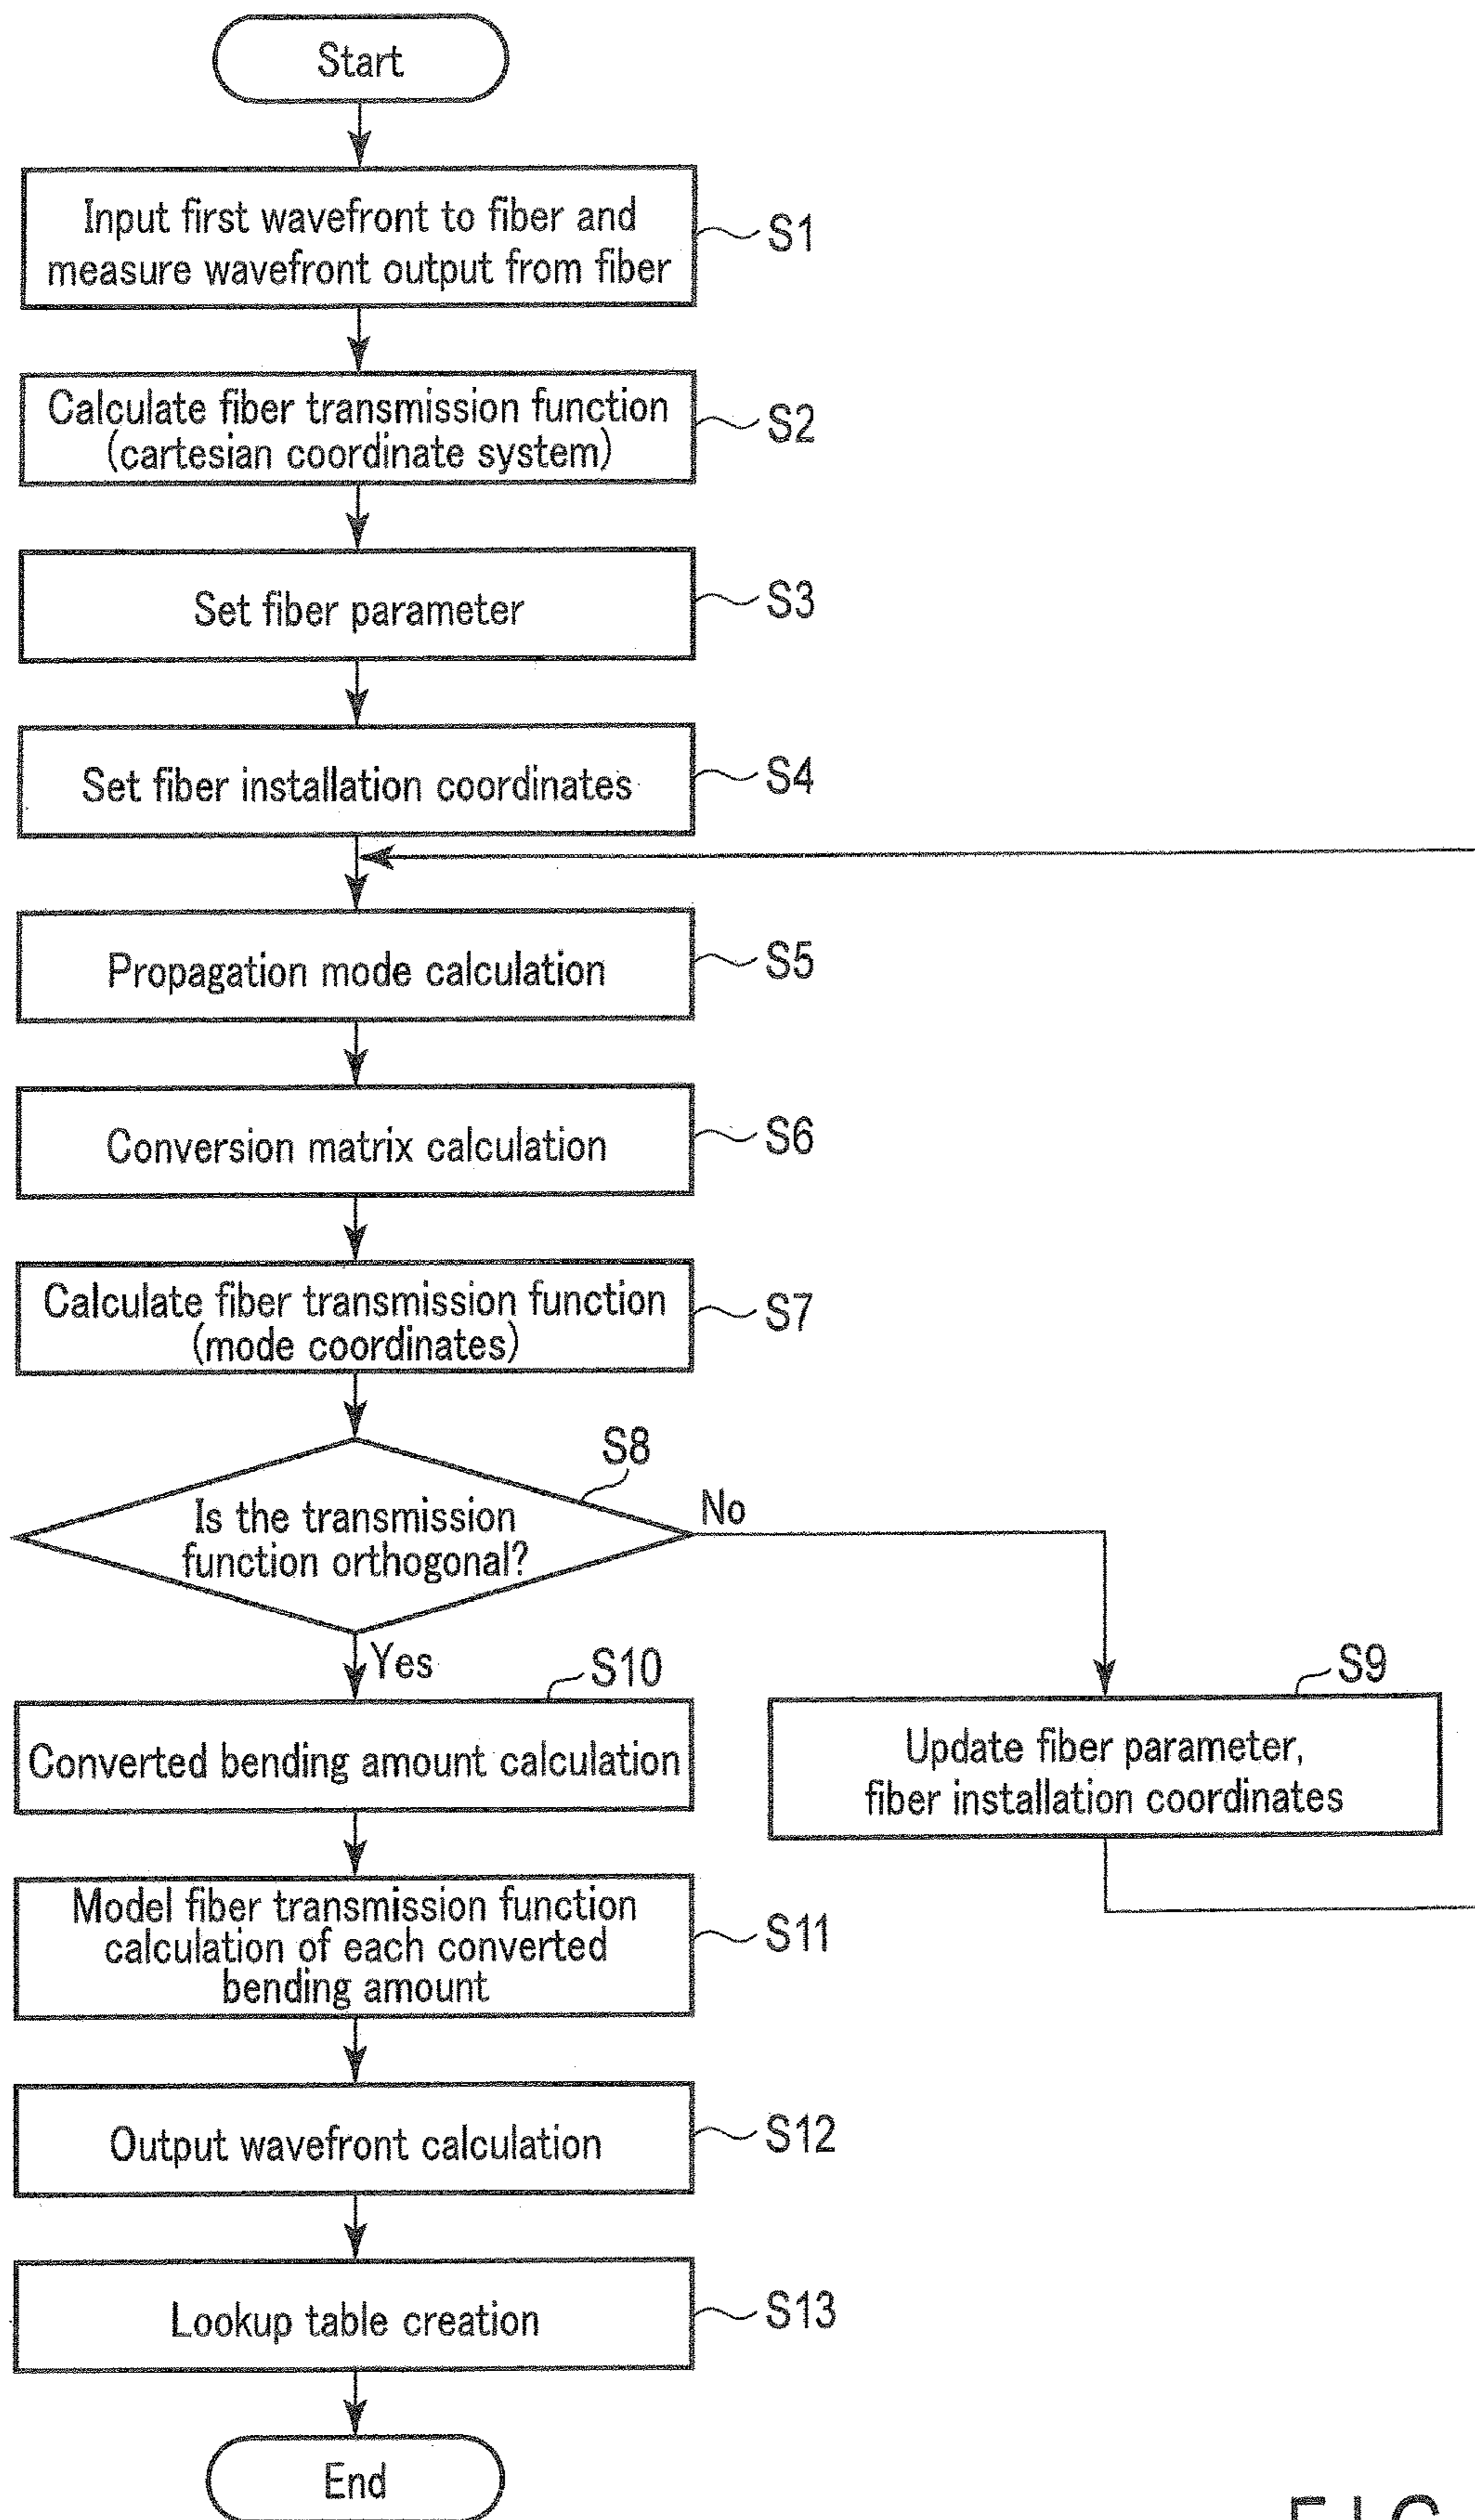 Start
Input first wavefront to fiber and
measure wavefront output from fiber
S1
Calculate fiber transmission function
(cartesian coordinate system)
S2
Set fiber parameter
S3
Set fiber installation coordinates
S4
Propagation mode calculation
S5
Conversion matrix calculation
S6
Calculate fiber transmission function
(mode coordinates)
S7
S8
Is the transmission
function orthogonal?
No
Yes
S9
Update fiber parameter,
fiber installation coordinates
S10
Converted bending amount calculation
Model fiber transmission function
calculation of each converted
bending amount
S11
Output wavefront calculation
S12
Lookup table creation
S13
End
FIG